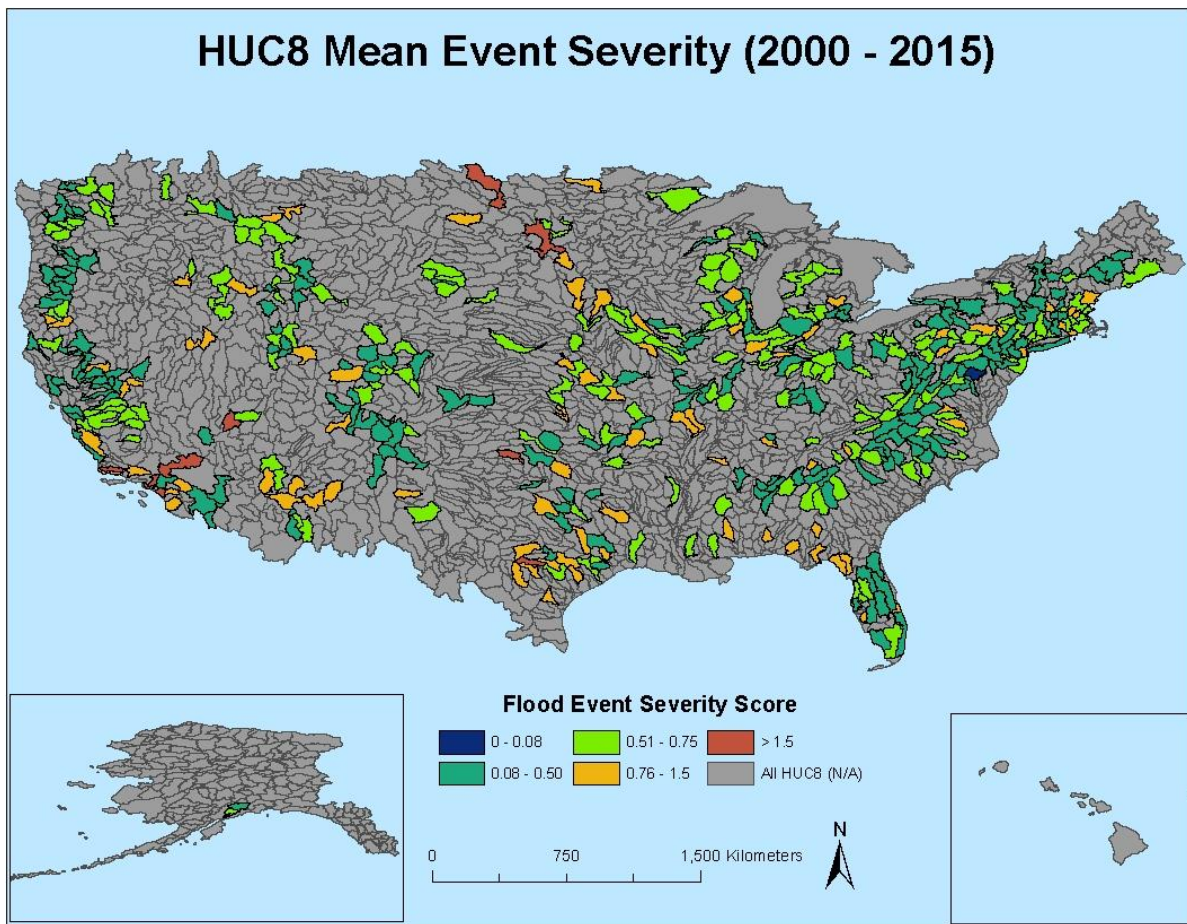 HUC8 Mean Event Severity (2000 - 2015)
Flood Event Severity Score
0 - 0.08
0.51 - 0.75
> 1.5
0.08 - 0.50
0.76 - 1.5
All HUC8 (N/A)
N
0 750 1,500 Kilometers